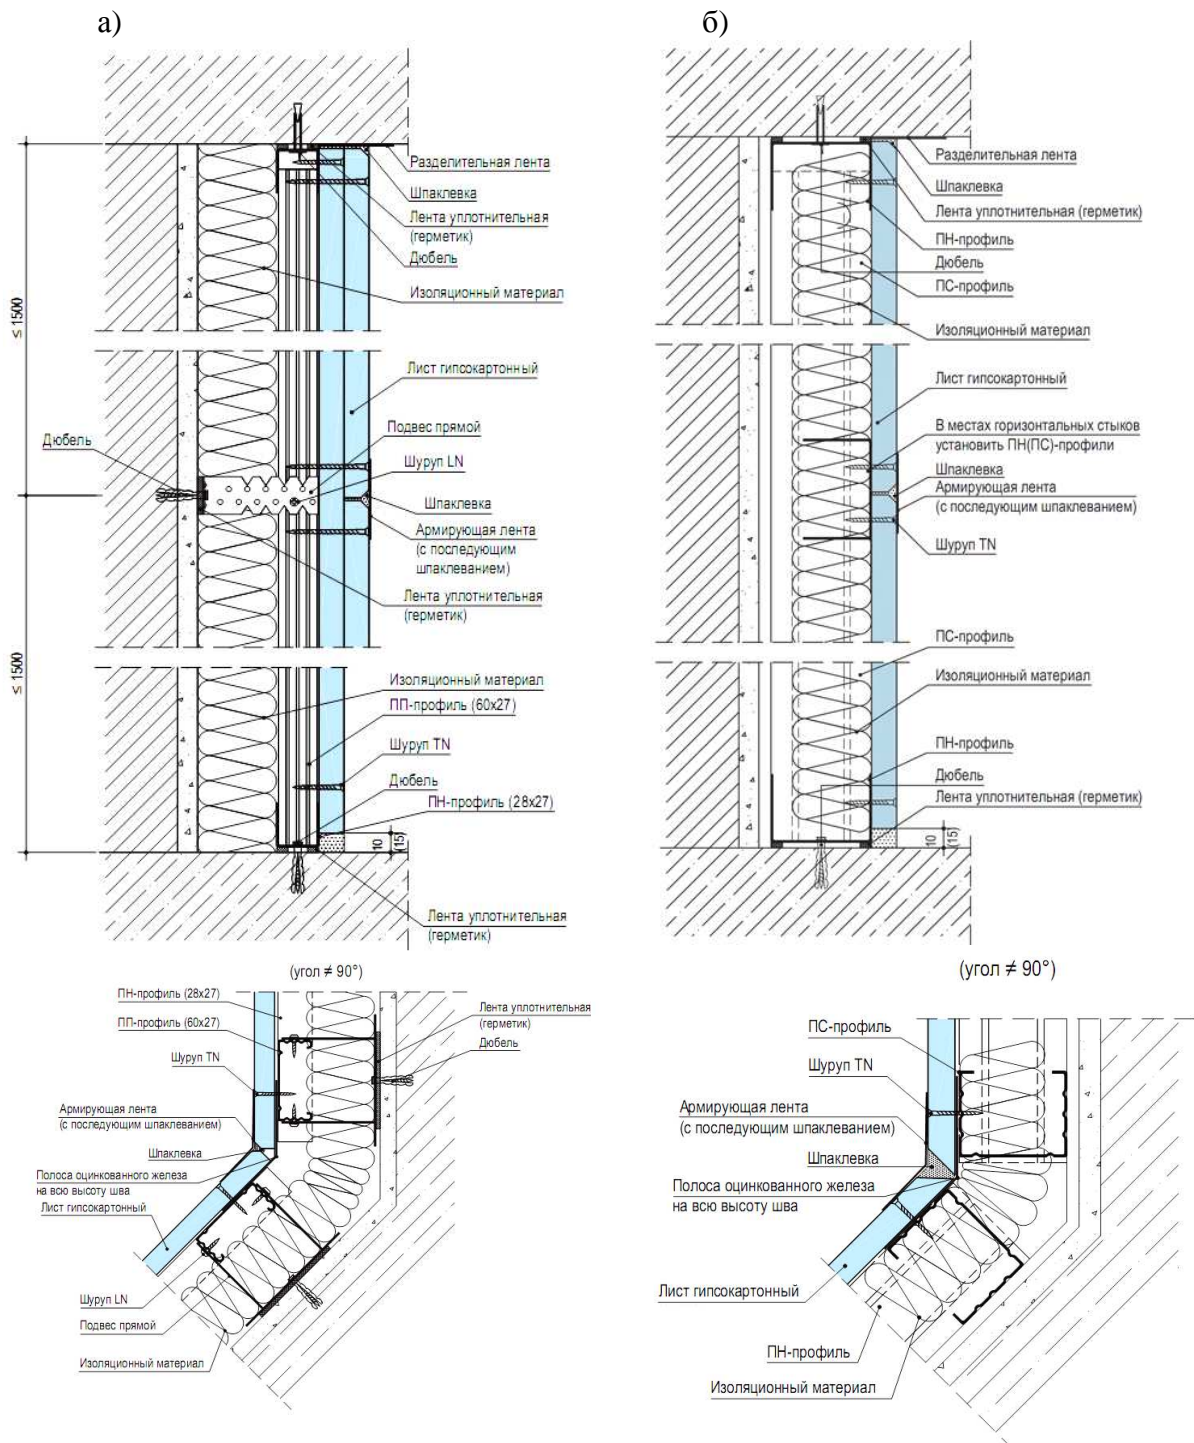 а)
б)
≤ 1500
≤ 1500
Дюбель
Разделительная лента
Шпаклевка
Лента уплотнительная
(герметик)
Дюбель
Изоляционный материал
Лист гипсокартонный
Подвес прямой
Шуруп LN
Шпаклевка
Армирующая лента
(с последующим
шпаклеванием)
Лента уплотнительная
(герметик)
Изоляционный материал
ПП-профиль (60x27)
Шуруп TN
Дюбель
ПН-профиль (28x27)
10
(15)
Лента уплотнительная
(герметик)
Разделительная лента
Шпаклевка
Лента уплотнительная (герметик)
ПН-профиль
Дюбель
ПС-профиль
Изоляционный материал
Лист гипсокартонный
В местах горизонтальных стыков
установить ПН(ПС)-профили
Шпаклевка
Армирующая лента
(с последующим шпаклеванием)
Шуруп TN
ПС-профиль
Изоляционный материал
ПН-профиль
Дюбель
Лента уплотнительная (герметик)
10
(15)
(угол ≠ 90°)
ПН-профиль (28x27)
ПП-профиль (60x27)
Шуруп TN
Армирующая лента
(с последующим шпаклеванием)
Шпаклевка
Полоса оцинкованного железа
на всю высоту шва
Лист гипсокартонный
Шуруп LN
Подвес прямой
Изоляционный материал
Лента уплотнительная
(герметик)
Дюбель
(угол ≠ 90°)
ПС-профиль
Шуруп TN
Армирующая лента
(с последующим шпаклеванием)
Шпаклевка
Полоса оцинкованного железа
на всю высоту шва
Лист гипсокартонный
ПН-профиль
Изоляционный материал